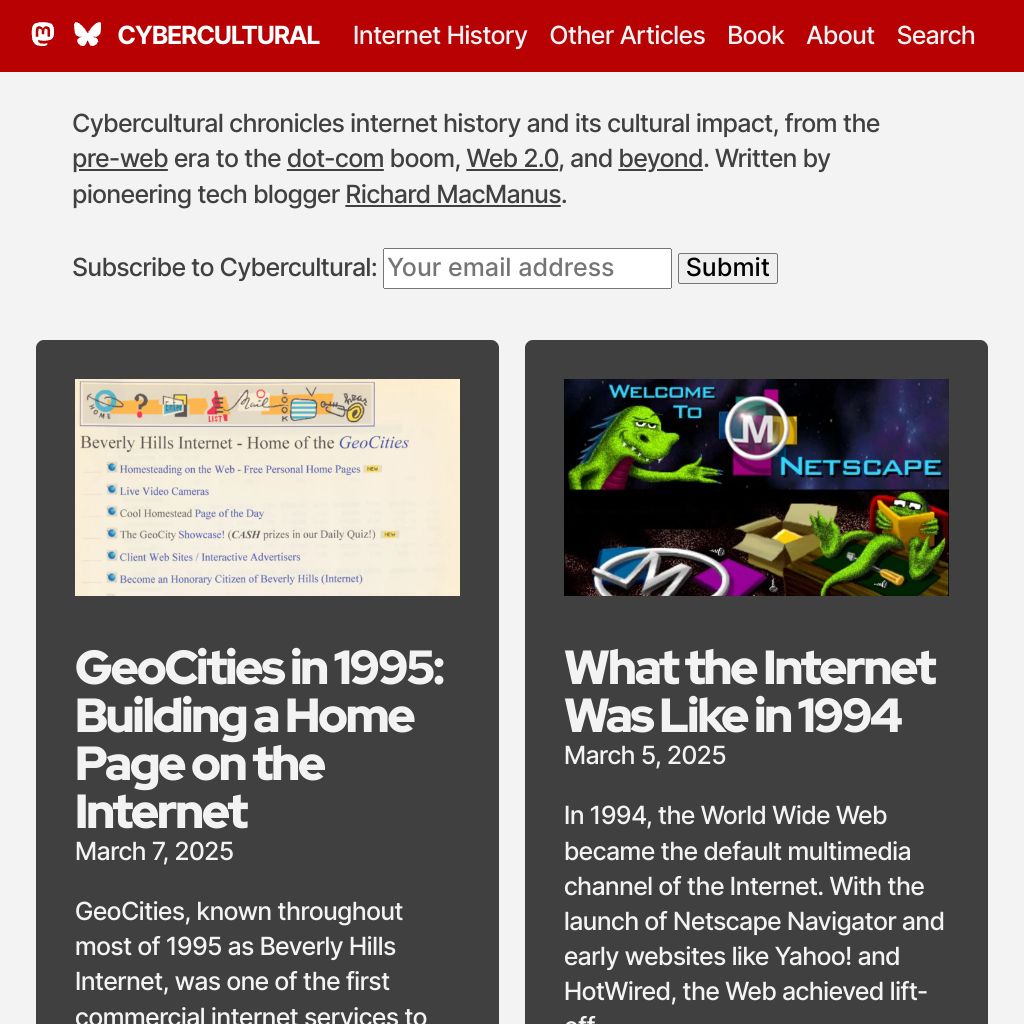 CYBERCULTURAL Internet History Other Articles Book About Search
Cybercultural chronicles internet history and its cultural impact, from the
pre-web era to the dot-com boom, Web 2.0, and beyond. Written by
pioneering tech blogger Richard MacManus.
Subscribe to Cybercultural: Your email address Submit
HOME ? LIST Mail LOOK hear
Beverly Hills Internet - Home of the GeoCities
Homesteading on the Web - Free Personal Home Pages NEW
Live Video Cameras
Cool Homestead Page of the Day
The GeoCity Showcase! (CASH prizes in our Daily Quiz!) NEW
Client Web Sites / Interactive Advertisers
Become an Honorary Citizen of Beverly Hills (Internet)
GeoCities in 1995:
Building a Home
Page on the
Internet
March 7, 2025
GeoCities, known throughout
most of 1995 as Beverly Hills
Internet, was one of the first
commercial internet services to
WELCOME
TO
M
NETSCAPE
What the Internet
Was Like in 1994
March 5, 2025
In 1994, the World Wide Web
became the default multimedia
channel of the Internet. With the
launch of Netscape Navigator and
early websites like Yahoo! and
HotWired, the Web achieved lift-
off.